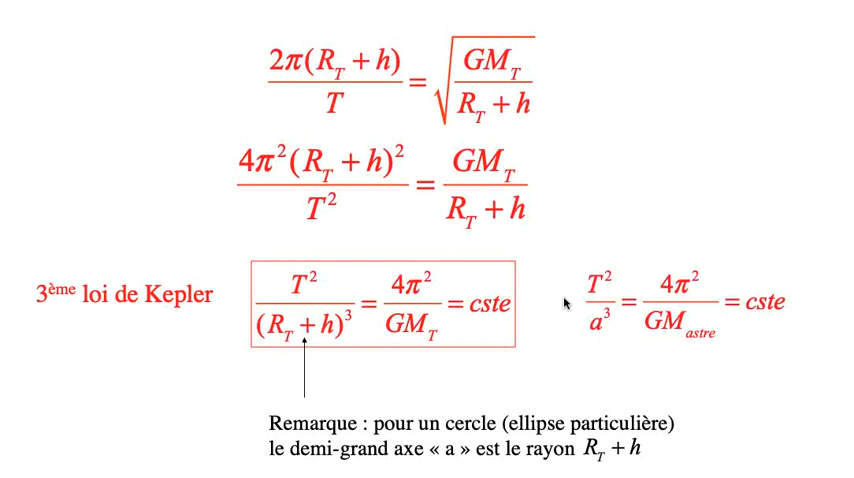 2π(R_T + h) / T = √(GM_T / (R_T + h))
4π²(R_T + h)² / T² = GM_T / (R_T + h)
3ème loi de Kepler T² / (R_T + h)³ = 4π² / GM_T = cste T² / a³ = 4π² / GM_astre = cste
Remarque : pour un cercle (ellipse particulière)
le demi-grand axe « a » est le rayon R_T + h